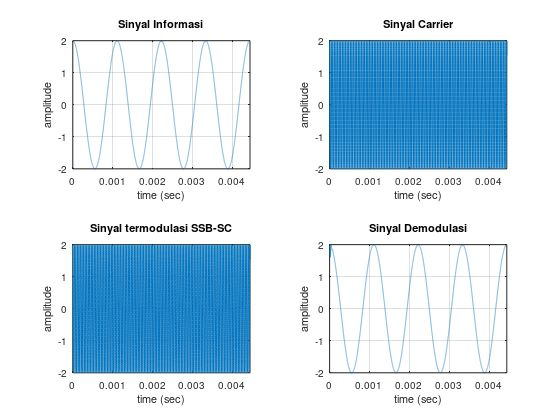 Sinyal Informasi
2
1
0
-1
-2
amplitude
0 0.001 0.002 0.003 0.004
time (sec)
Sinyal Carrier
2
1
0
-1
-2
amplitude
0 0.001 0.002 0.003 0.004
time (sec)
Sinyal termodulasi SSB-SC
2
1
0
-1
-2
amplitude
0 0.001 0.002 0.003 0.004
time (sec)
Sinyal Demodulasi
2
1
0
-1
-2
amplitude
0 0.001 0.002 0.003 0.004
time (sec)